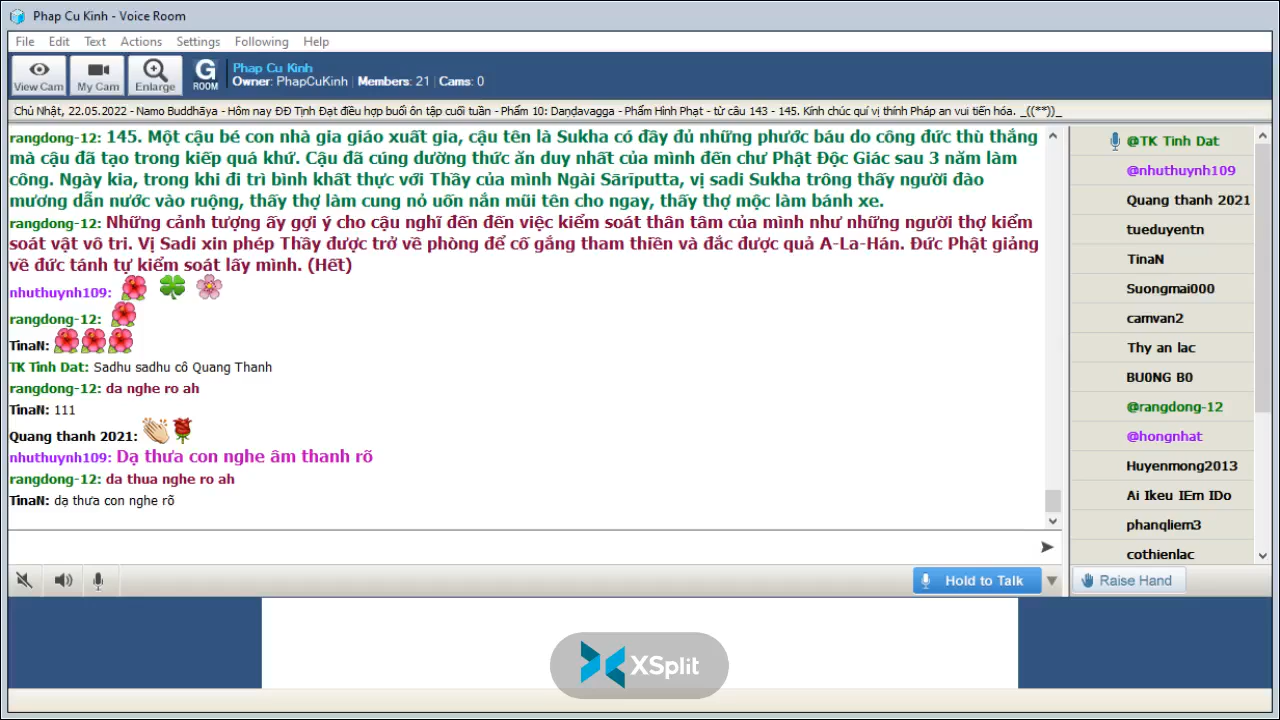 Phap Cu Kinh - Voice Room
File Edit Text Actions Settings Following Help
View Cam My Cam Enlarge G ROOM
Phap Cu Kinh
Owner: PhapCuKinh | Members: 21 | Cams: 0
Chủ Nhật, 22.05.2022 - Namo Buddhāya - Hôm nay ĐĐ Tịnh Đạt điều hợp buổi ôn tập cuối tuần - Phẩm 10: Daṇḍavagga - Phẩm Hình Phạt - từ câu 143 - 145. Kính chúc quí vị thính Pháp an vui tiến hóa. _((**))_
rangdong-12: 145. Một cậu bé con nhà gia giáo xuất gia, cậu tên là Sukha có đầy đủ những phước báu do công đức thù thắng
mà cậu đã tạo trong kiếp quá khứ. Cậu đã cúng dường thức ăn duy nhất của mình đến chư Phật Độc Giác sau 3 năm làm
công. Ngày kia, trong khi đi trì bình khất thực với Thầy của mình Ngài Sārīputta, vị sadi Sukha trông thấy người đào
mương dẫn nước vào ruộng, thấy thợ làm cung nỏ uốn nắn mũi tên cho ngay, thấy thợ mộc làm bánh xe.
rangdong-12: Những cảnh tượng ấy gợi ý cho cậu nghĩ đến đến việc kiểm soát thân tâm của mình như những người thợ kiểm
soát vật vô tri. Vị Sadi xin phép Thầy được trở về phòng để cố gắng tham thiền và đắc được quả A-La-Hán. Đức Phật giảng
về đức tánh tự kiểm soát lấy mình. (Hết)
nhuthuynh109:
rangdong-12:
TinaN:
TK Tinh Dat: Sadhu sadhu cô Quang Thanh
rangdong-12: da nghe ro ah
TinaN: 111
Quang thanh 2021:
nhuthuynh109: Dạ thưa con nghe âm thanh rõ
rangdong-12: da thua nghe ro ah
TinaN: dạ thưa con nghe rõ
@TK Tinh Dat
@nhuthuynh109
Quang thanh 2021
tueduyentn
TinaN
Suongmai000
camvan2
Thy an lac
BU0NG B0
@rangdong-12
@hongnhat
Huyenmong2013
Ai Ikeu IEm IDo
phanqliem3
cothienlac
Hold to Talk
Raise Hand
XSplit